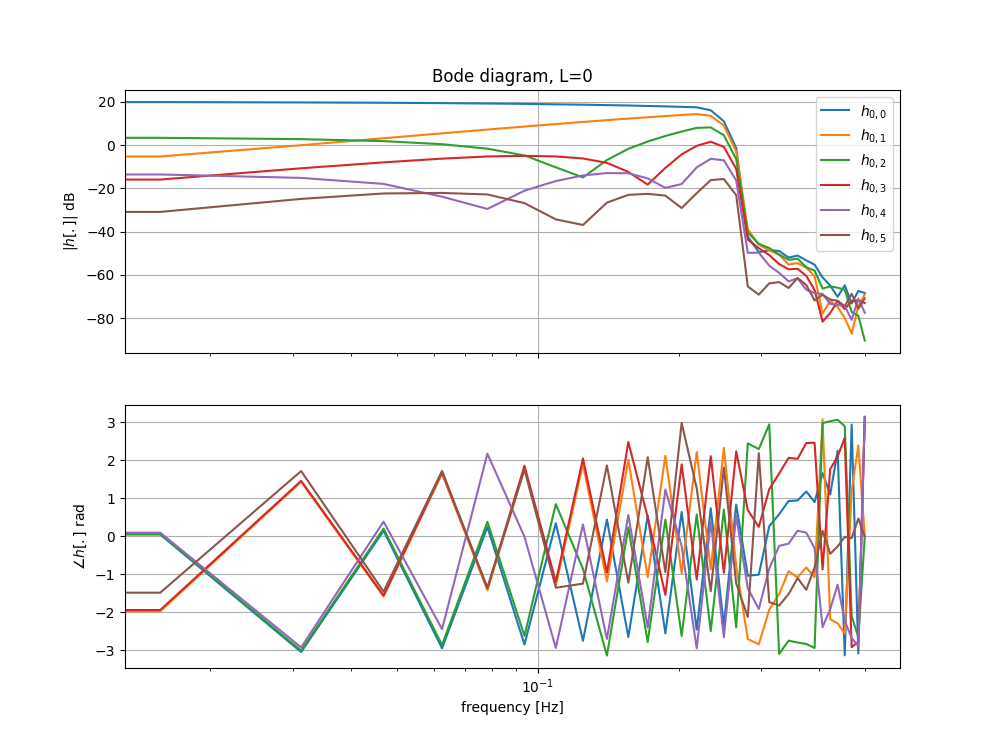 Bode diagram, L=0
|h[.]| dB
20
0
−20
−40
−60
−80
h0,0
h0,1
h0,2
h0,3
h0,4
h0,5
∠h[.] rad
3
2
1
0
−1
−2
−3
10−1
frequency [Hz]